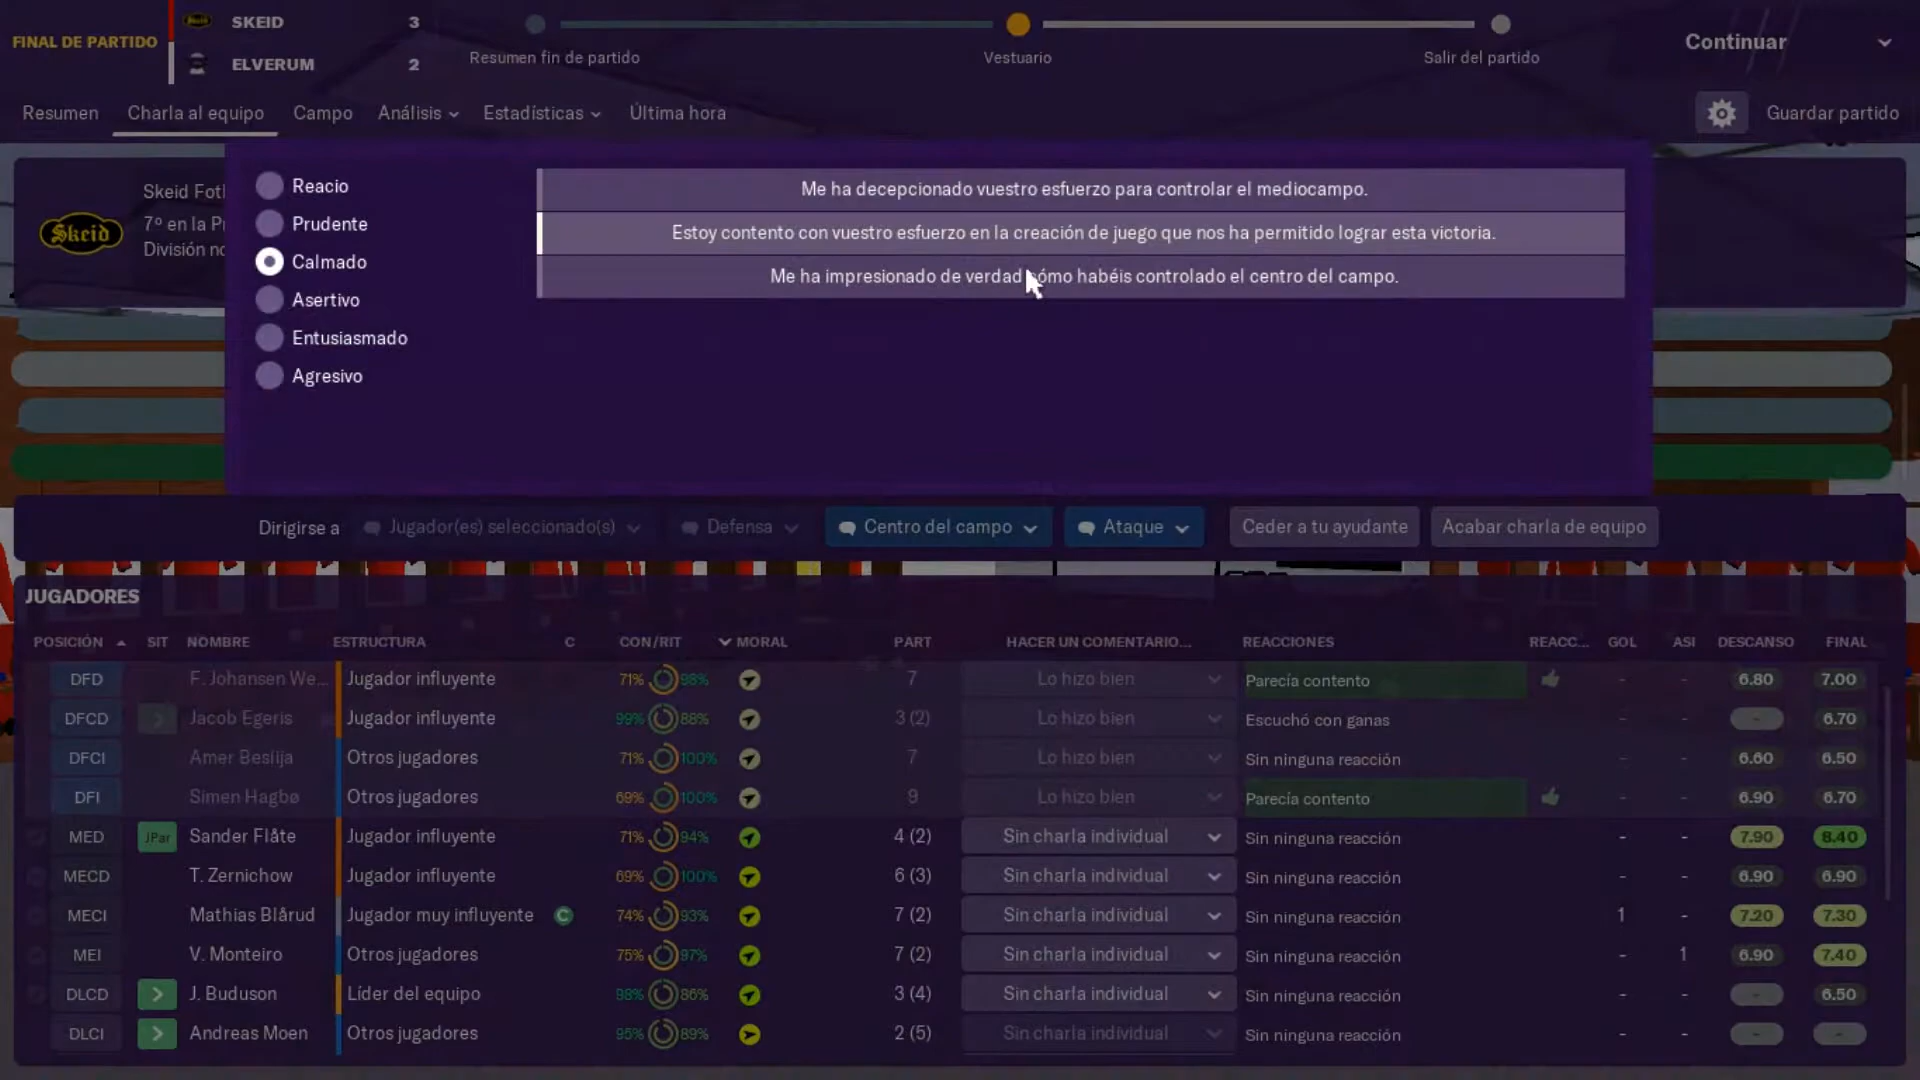 FINAL DE PARTIDO
SKEID 3
ELVERUM 2
Resumen fin de partido
Vestuario
Salir del partido
Continuar
Resumen Charla al equipo Campo Análisis Estadísticas Última hora
Guardar partido
Skeid
Skeid Fotl
7º en la P
División no
Reacio
Prudente
Calmado
Asertivo
Entusiasmado
Agresivo
Me ha decepcionado vuestro esfuerzo para controlar el mediocampo.
Estoy contento con vuestro esfuerzo en la creación de juego que nos ha permitido lograr esta victoria.
Me ha impresionado de verdad cómo habéis controlado el centro del campo.
Dirigirse a Jugador(es) seleccionado(s) Defensa Centro del campo Ataque Ceder a tu ayudante Acabar charla de equipo
JUGADORES
POSICIÓN SIT NOMBRE ESTRUCTURA C CON/RIT MORAL PART HACER UN COMENTARIO... REACCIONES REACC... GOL ASI DESCANSO FINAL
DFD F. Johansen We... Jugador influyente 71% 98% 7 Lo hizo bien Parecía contento - - 6.80 7.00
DFCD Jacob Egeris Jugador influyente 99% 88% 3 (2) Lo hizo bien Escuchó con ganas - - - 6.70
DFCI Amer Beslija Otros jugadores 71% 100% 7 Lo hizo bien Sin ninguna reacción - - 6.60 6.50
DFI Simen Hagbø Otros jugadores 69% 100% 9 Lo hizo bien Parecía contento - - 6.90 6.70
MED JPar Sander Flåte Jugador influyente 71% 94% 4 (2) Sin charla individual Sin ninguna reacción - - 7.90 8.40
MECD T. Zernichow Jugador influyente 69% 100% 6 (3) Sin charla individual Sin ninguna reacción - - 6.90 6.90
MECI Mathias Blårud Jugador muy influyente C 74% 93% 7 (2) Sin charla individual Sin ninguna reacción 1 - 7.20 7.30
MEI V. Monteiro Otros jugadores 75% 97% 7 (2) Sin charla individual Sin ninguna reacción - 1 6.90 7.40
DLCD J. Buduson Líder del equipo 98% 86% 3 (4) Sin charla individual Sin ninguna reacción - - - 6.50
DLCI Andreas Moen Otros jugadores 95% 89% 2 (5) Sin charla individual Sin ninguna reacción - - - -